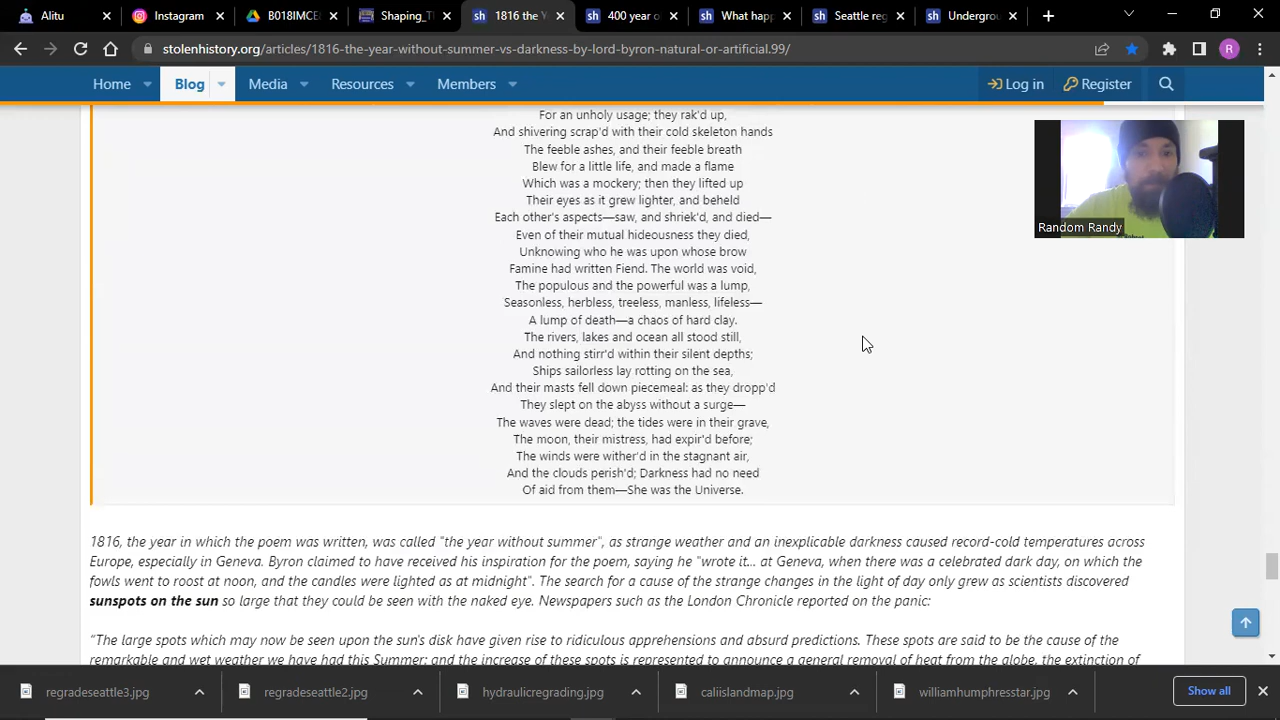 Alitu
Instagram
B018IMCE
Shaping_Th
1816 the Y
400 year o
What happ
Seattle reg
Undergrou
stolenhistory.org/articles/1816-the-year-without-summer-vs-darkness-by-lord-byron-natural-or-artificial.99/
R
Home
Blog
Media
Resources
Members
Log in
Register
For an unholy usage; they rak'd up,
And shivering scrap'd with their cold skeleton hands
The feeble ashes, and their feeble breath
Blew for a little life, and made a flame
Which was a mockery; then they lifted up
Their eyes as it grew lighter, and beheld
Each other's aspects—saw, and shriek'd, and died—
Even of their mutual hideousness they died,
Unknowing who he was upon whose brow
Famine had written Fiend. The world was void,
The populous and the powerful was a lump,
Seasonless, herbless, treeless, manless, lifeless—
A lump of death—a chaos of hard clay.
The rivers, lakes and ocean all stood still,
And nothing stirr'd within their silent depths;
Ships sailorless lay rotting on the sea,
And their masts fell down piecemeal: as they dropp'd
They slept on the abyss without a surge—
The waves were dead; the tides were in their grave,
The moon, their mistress, had expir'd before;
The winds were wither'd in the stagnant air,
And the clouds perish'd; Darkness had no need
Of aid from them—She was the Universe.
Random Randy
1816, the year in which the poem was written, was called "the year without summer", as strange weather and an inexplicable darkness caused record-cold temperatures across
Europe, especially in Geneva. Byron claimed to have received his inspiration for the poem, saying he "wrote it... at Geneva, when there was a celebrated dark day, on which the
fowls went to roost at noon, and the candles were lighted as at midnight". The search for a cause of the strange changes in the light of day only grew as scientists discovered
sunspots on the sun so large that they could be seen with the naked eye. Newspapers such as the London Chronicle reported on the panic:
“The large spots which may now be seen upon the sun's disk have given rise to ridiculous apprehensions and absurd predictions. These spots are said to be the cause of the
remarkable and wet weather we have had this Summer; and the increase of these spots is represented to announce a general removal of heat from the globe, the extinction of
regradeseattle3.jpg
regradeseattle2.jpg
hydraulicregrading.jpg
caliislandmap.jpg
williamhumphresstar.jpg
Show all